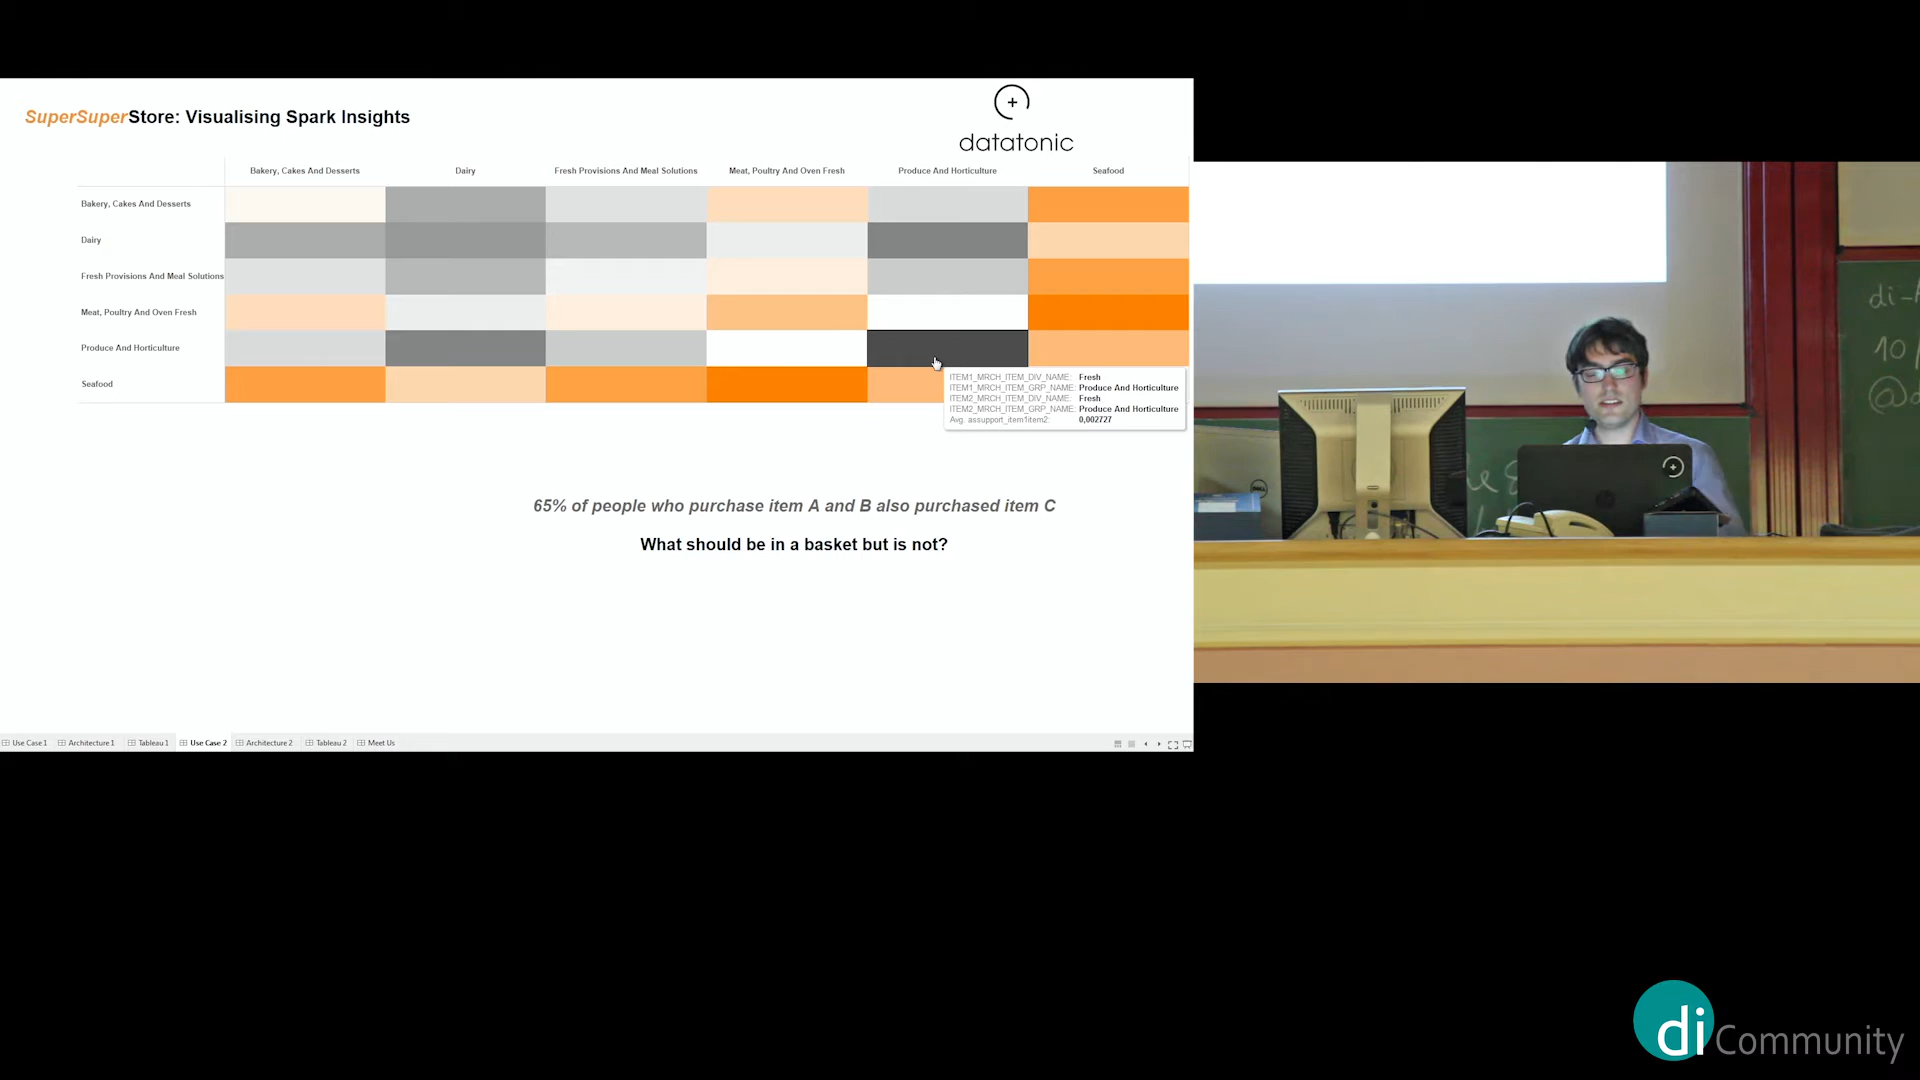 SuperSuperStore: Visualising Spark Insights
datatonic
Bakery, Cakes And Desserts Dairy Fresh Provisions And Meal Solutions Meat, Poultry And Oven Fresh Produce And Horticulture Seafood
Bakery, Cakes And Desserts
Dairy
Fresh Provisions And Meal Solutions
Meat, Poultry And Oven Fresh
Produce And Horticulture
Seafood
ITEM1_MRCH_ITEM_DIV_NAME: Fresh
ITEM1_MRCH_ITEM_GRP_NAME: Produce And Horticulture
ITEM2_MRCH_ITEM_DIV_NAME: Fresh
ITEM2_MRCH_ITEM_GRP_NAME: Produce And Horticulture
Avg. assupport_item1item2: 0,002727
65% of people who purchase item A and B also purchased item C
What should be in a basket but is not?
Use Case 1 Architecture 1 Tableau 1 Use Case 2 Architecture 2 Tableau 2 Meet Us
di-
10/
@d
DELL
di Community